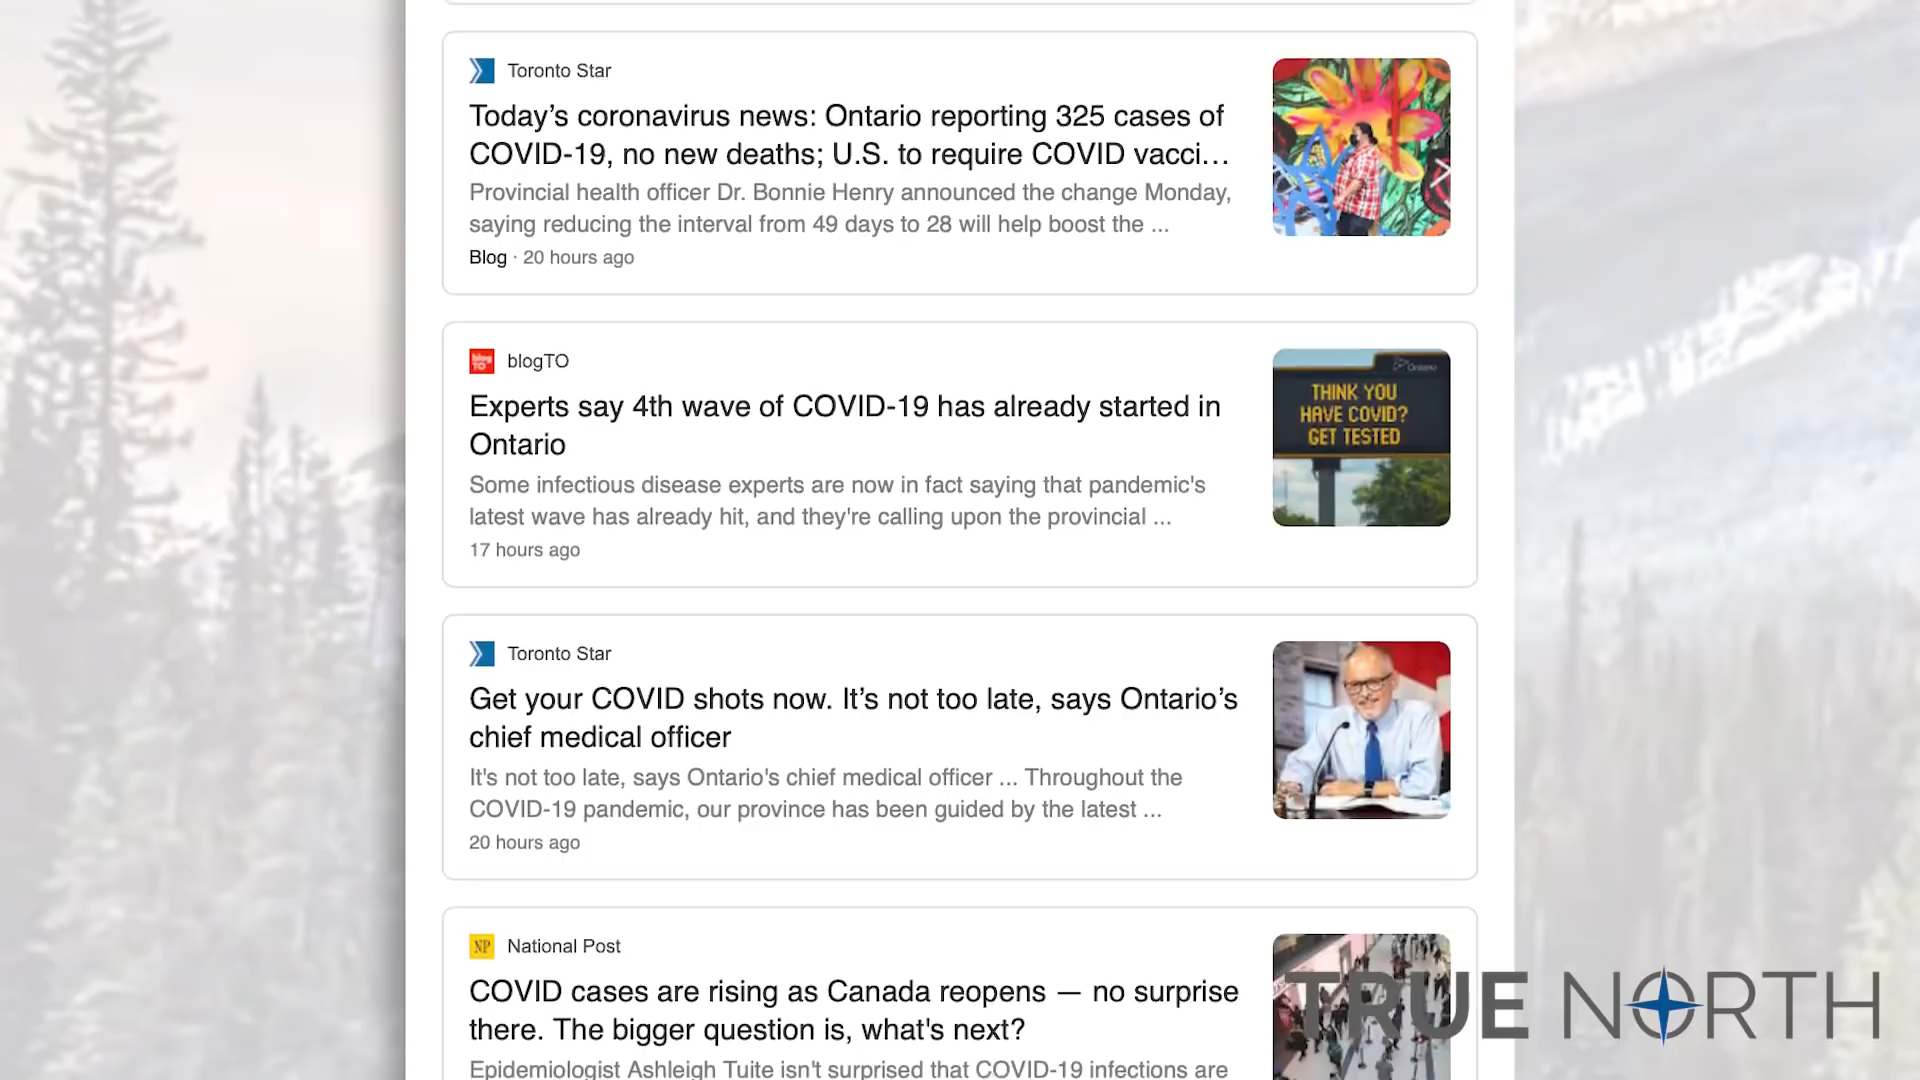 Toronto Star
Today’s coronavirus news: Ontario reporting 325 cases of
COVID-19, no new deaths; U.S. to require COVID vacci…
Provincial health officer Dr. Bonnie Henry announced the change Monday,
saying reducing the interval from 49 days to 28 will help boost the ...
Blog · 20 hours ago
blog
TO
blogTO
Experts say 4th wave of COVID-19 has already started in
Ontario
Some infectious disease experts are now in fact saying that pandemic's
latest wave has already hit, and they're calling upon the provincial ...
17 hours ago
Ontario
THINK YOU
HAVE COVID?
GET TESTED
Toronto Star
Get your COVID shots now. It’s not too late, says Ontario’s
chief medical officer
It's not too late, says Ontario's chief medical officer ... Throughout the
COVID-19 pandemic, our province has been guided by the latest ...
20 hours ago
NP
National Post
COVID cases are rising as Canada reopens — no surprise
there. The bigger question is, what's next?
Epidemiologist Ashleigh Tuite isn't surprised that COVID-19 infections are
TRUE NORTH